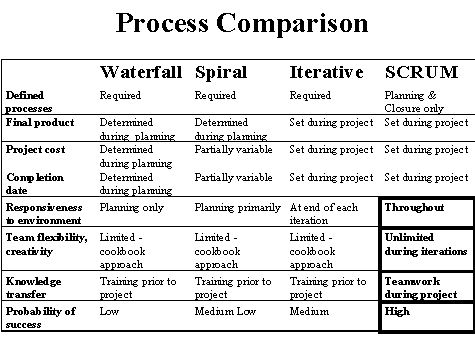 Process Comparison
Waterfall Spiral Iterative SCRUM
Defined processes Required Required Required Planning & Closure only
Final product Determined during planning Determined during planning Set during project Set during project
Project cost Determined during planning Partially variable Set during project Set during project
Completion date Determined during planning Partially variable Set during project Set during project
Responsiveness to environment Planning only Planning primarily At end of each iteration Throughout
Team flexibility, creativity Limited - cookbook approach Limited - cookbook approach Limited - cookbook approach Unlimited during iterations
Knowledge transfer Training prior to project Training prior to project Training prior to project Teamwork during project
Probability of success Low Medium Low Medium High